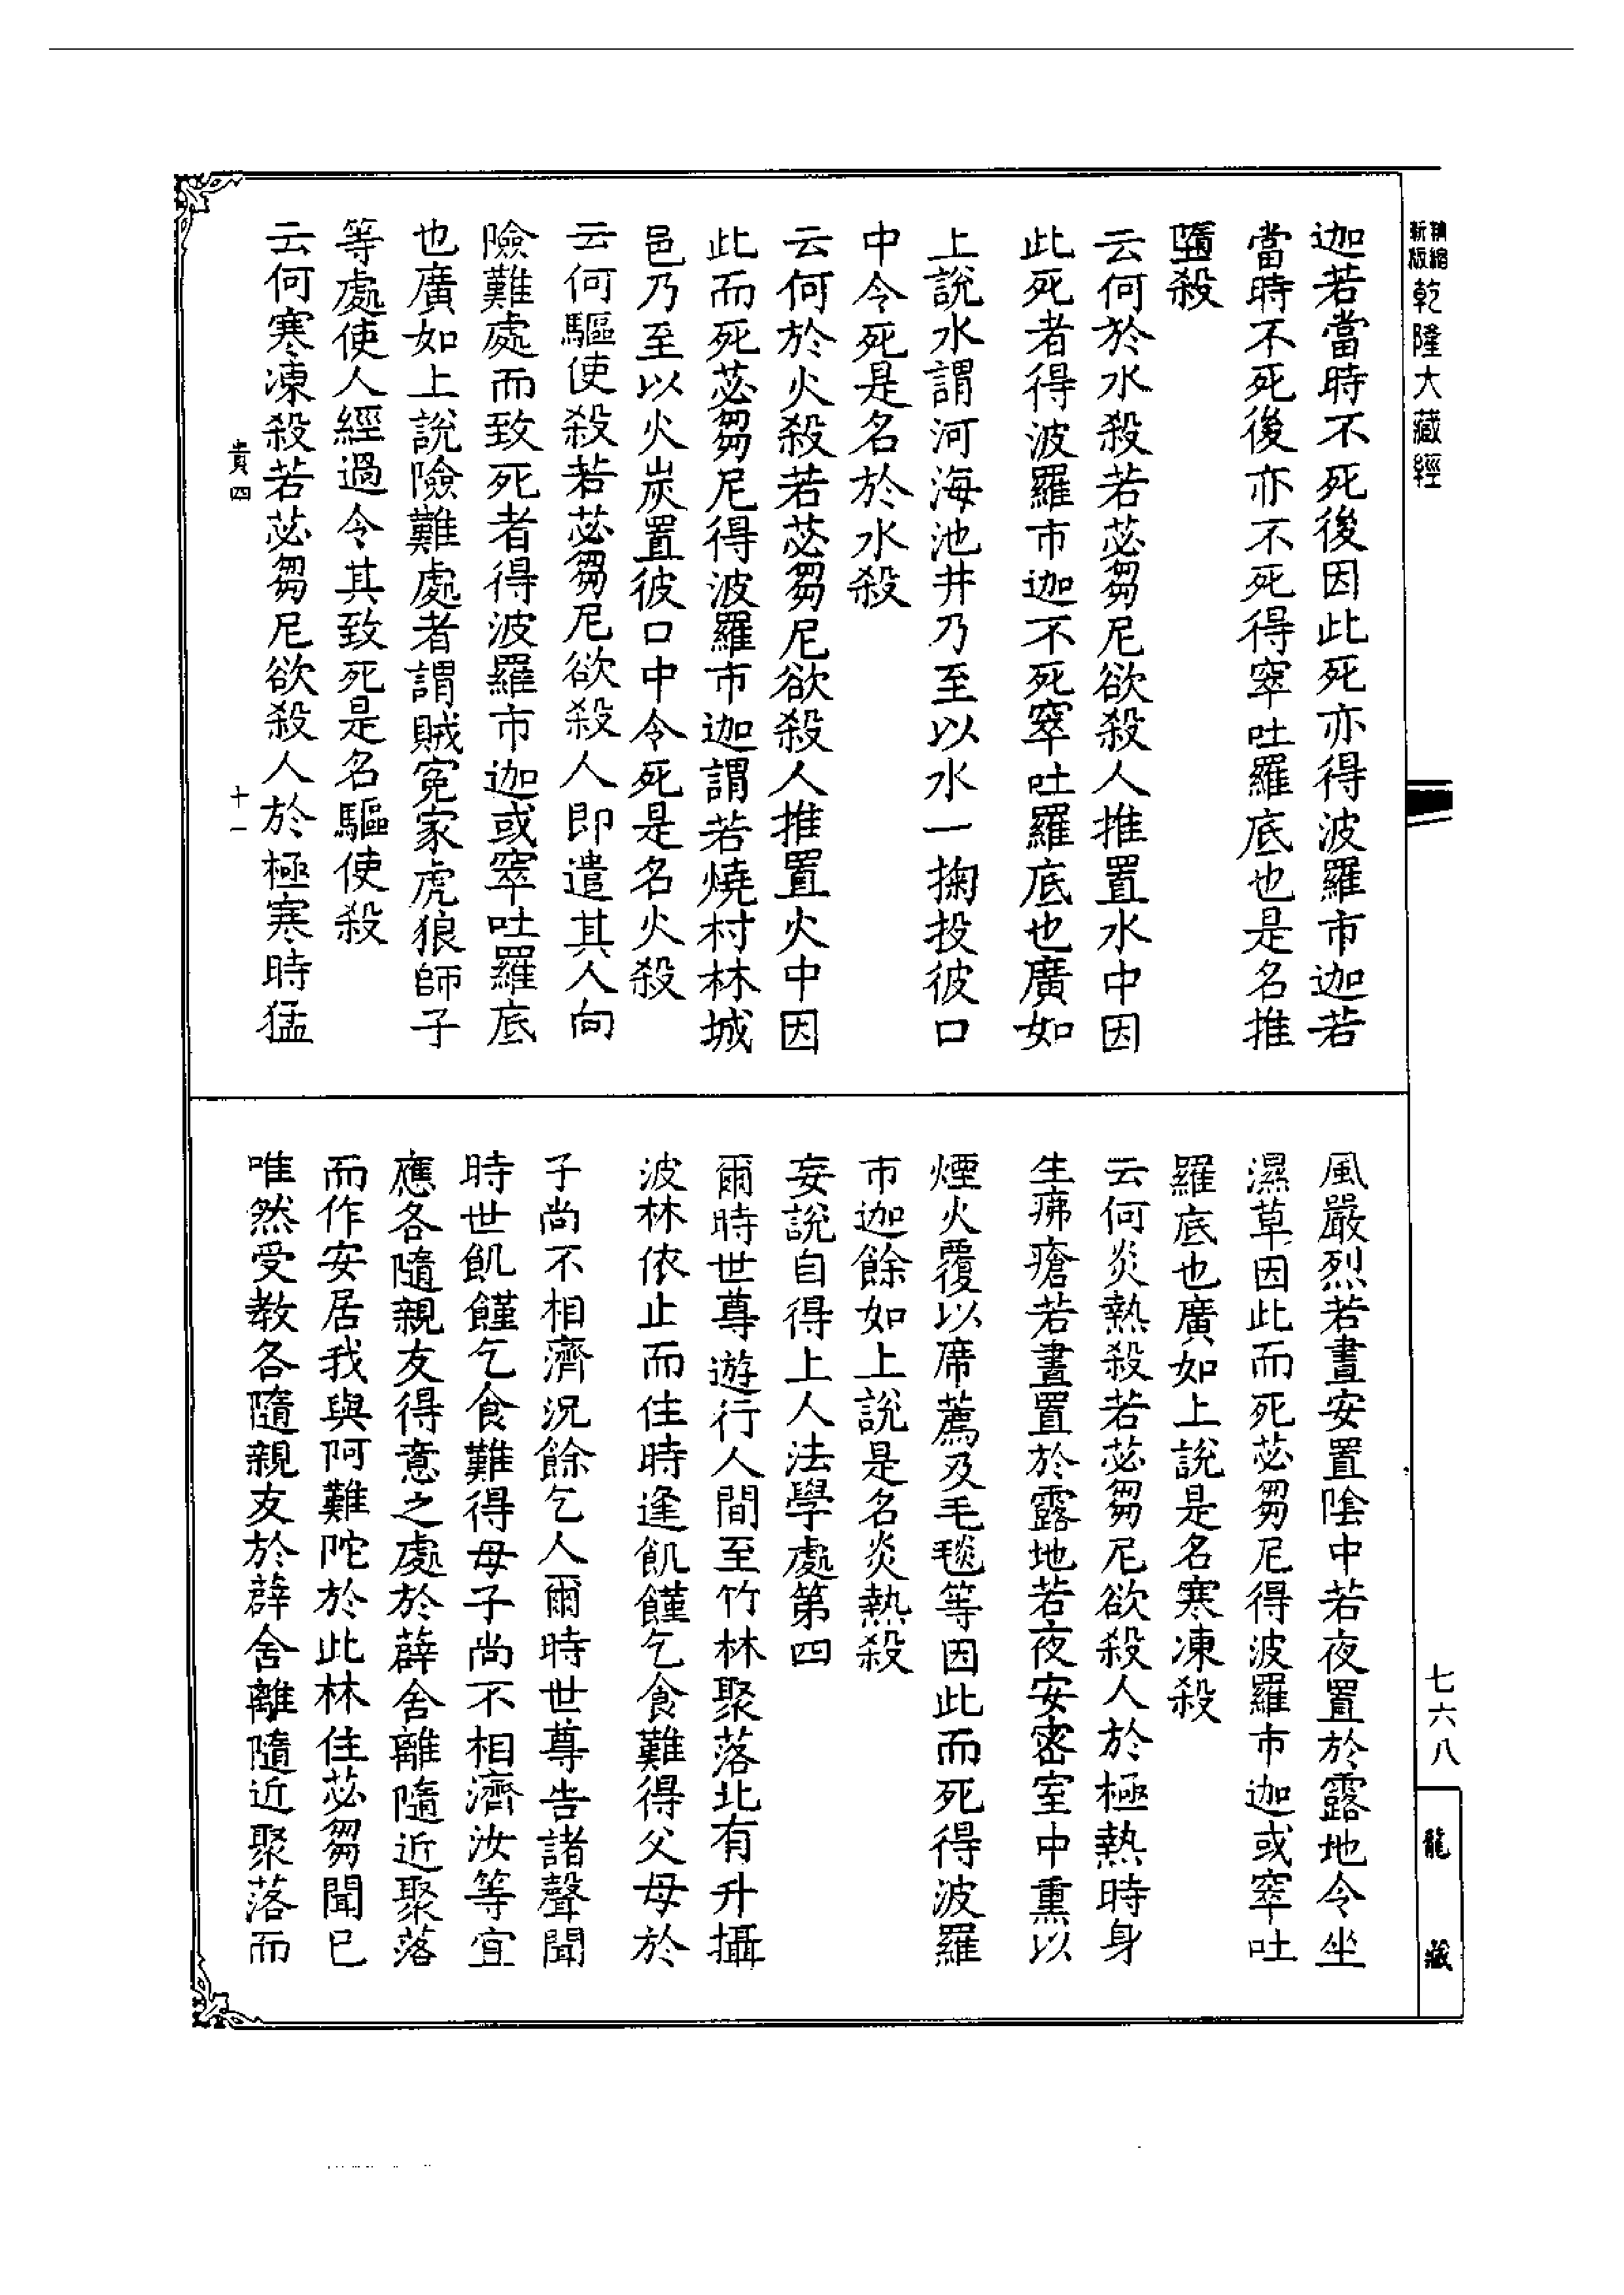 精縮新版乾隆大藏經
迦若當時不死後因此死亦得波羅市迦若
當時不死後亦不死得窣吐羅底也是名推
墮殺
云何於水殺若苾芻尼欲殺人推置水中因
此死者得波羅市迦不死窣吐羅底也廣如
上說水謂河海池井乃至以水一掬投彼口
中令死是名於水殺
云何於火殺若苾芻尼欲殺人推置火中因
此而死苾芻尼得波羅市迦謂若燒村林城
邑乃至以火炭置彼口中令死是名火殺
云何驅使殺若苾芻尼欲殺人即遣其人向
險難處而致死者得波羅市迦或窣吐羅底
也廣如上說險難處者謂賊冤家虎狼師子
等處使人經過令其致死是名驅使殺
云何寒凍殺若苾芻尼欲殺人於極寒時猛
貴四 十一
風嚴烈若晝安置陰中若夜置於露地令坐
濕草因此而死苾芻尼得波羅市迦或窣吐
羅底也廣如上說是名寒凍殺
云何炎熱殺若苾芻尼欲殺人於極熱時身
生疿瘡若晝置於露地若夜安密室中熏以
煙火覆以席薦及毛毯等因此而死得波羅
市迦餘如上說是名炎熱殺
妄說自得上人法學處第四
爾時世尊遊行人間至竹林聚落北有升攝
波林依止而住時逢飢饉乞食難得父母於
子尚不相濟況餘乞人爾時世尊告諸聲聞
時世飢饉乞食難得母子尚不相濟汝等宜
應各隨親友得意之處於薜舍離隨近聚落
而作安居我與阿難陀於此林住苾芻聞已
唯然受教各隨親友於薜舍離隨近聚落而
七六八
龍藏